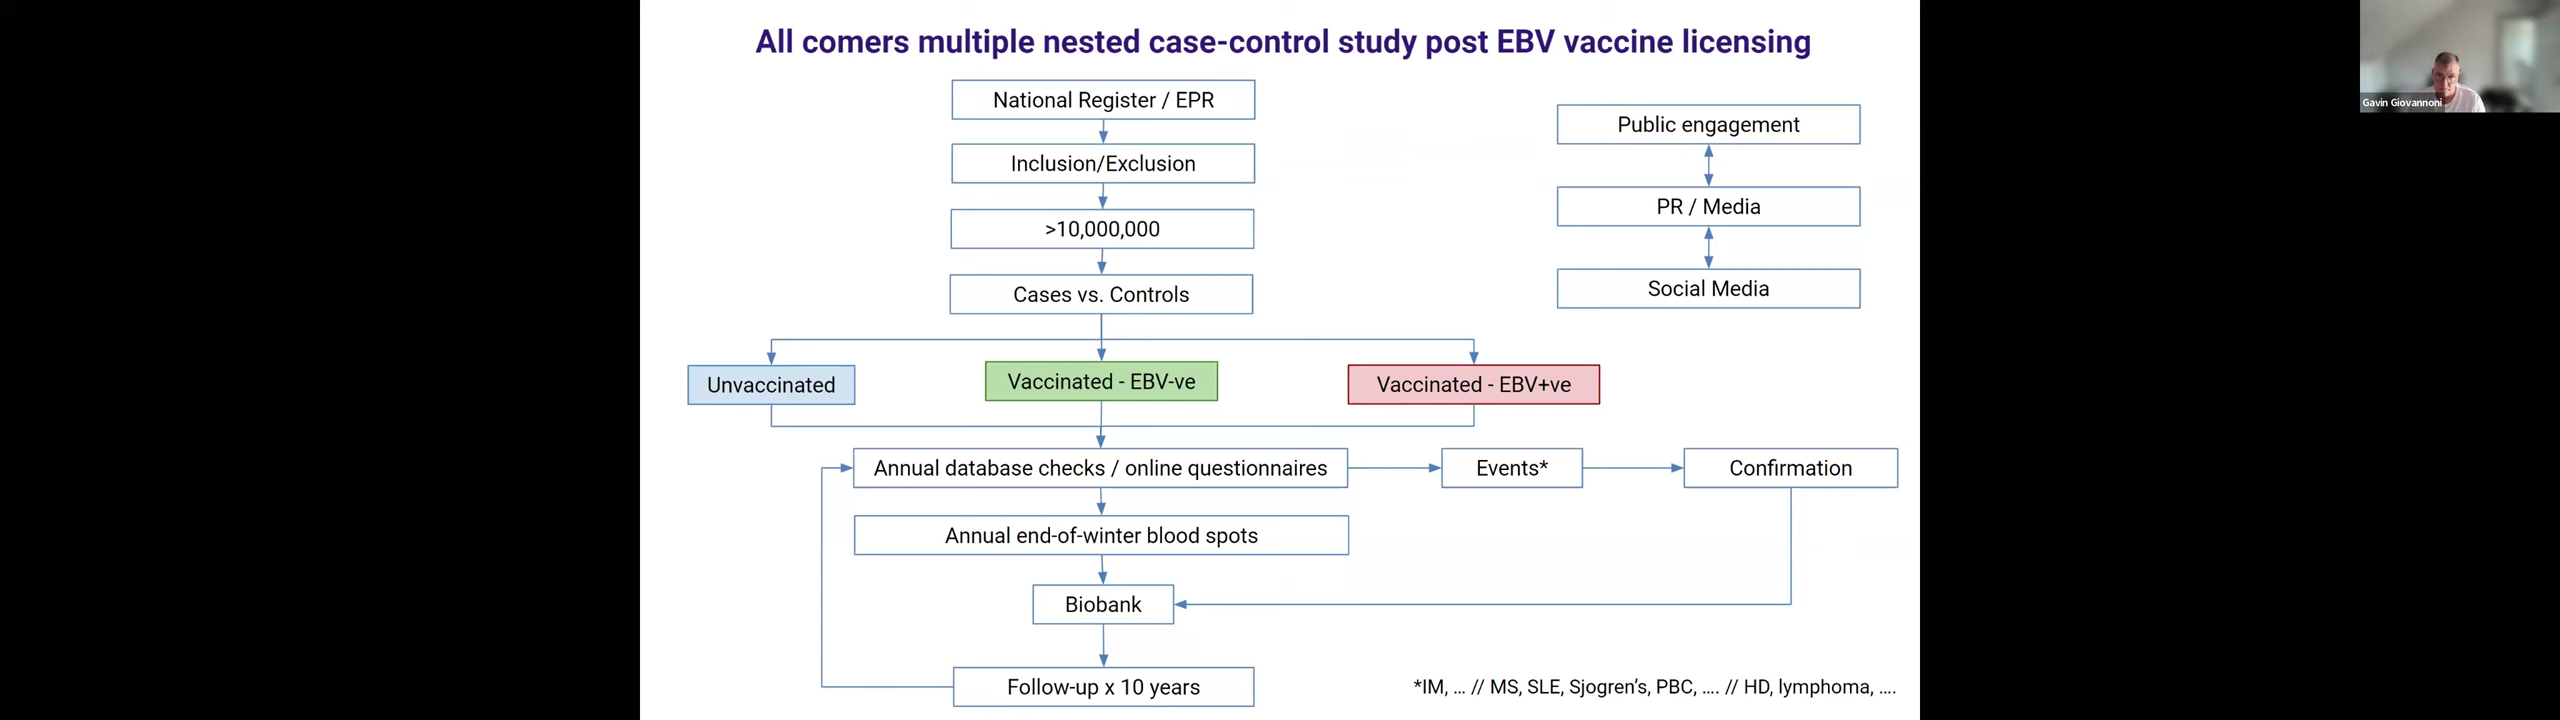 All comers multiple nested case-control study post EBV vaccine licensing
National Register / EPR
Inclusion/Exclusion
>10,000,000
Cases vs. Controls
Public engagement
PR / Media
Social Media
Unvaccinated
Vaccinated - EBV-ve
Vaccinated - EBV+ve
Annual database checks / online questionnaires
Events*
Confirmation
Annual end-of-winter blood spots
Biobank
Follow-up x 10 years
*IM, … // MS, SLE, Sjogren’s, PBC, …. // HD, lymphoma, ….
Gavin Giovannoni